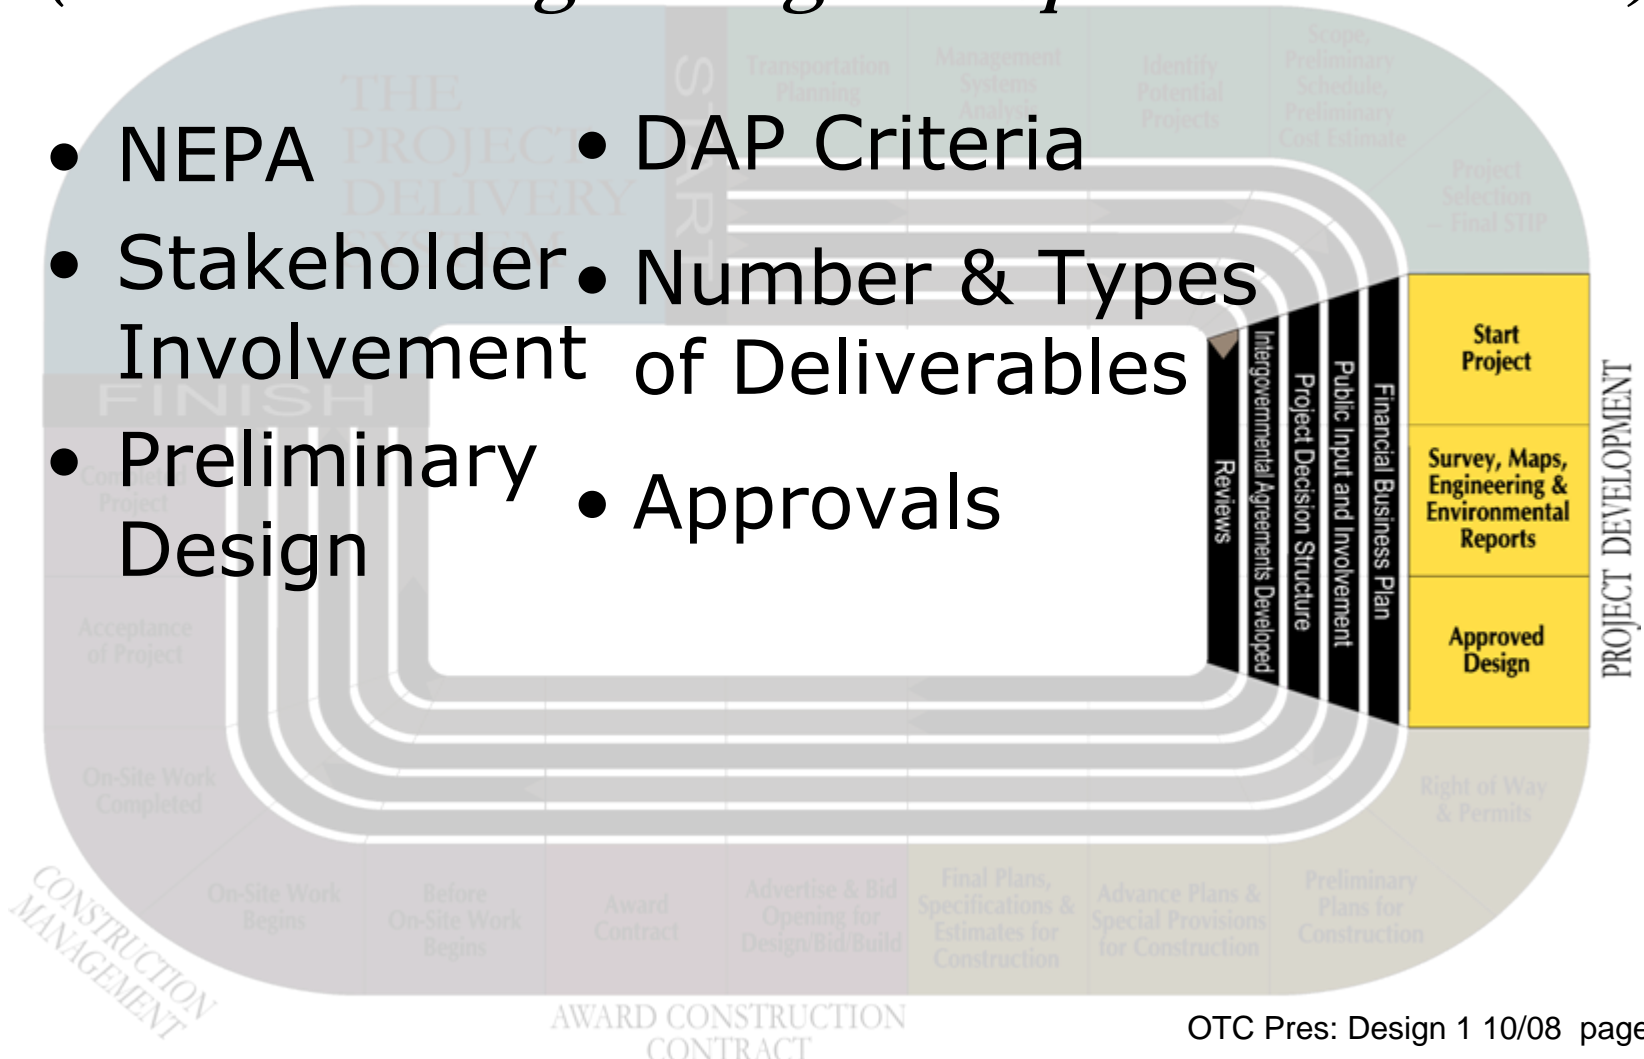 THE
PROJECT
DELIVERY
SYSTEM
START
Transportation
Planning
Management
Systems
Analysis
Identify
Potential
Projects
Scope,
Preliminary
Schedule,
Preliminary
Cost Estimate
Project
Selection
– Final STIP
• NEPA
• Stakeholder
Involvement
• Preliminary
Design
• DAP Criteria
• Number & Types
of Deliverables
• Approvals
Reviews
Intergovernmental Agreements Developed
Project Decision Structure
Public Input and Involvement
Financial Business Plan
Start
Project
Survey, Maps,
Engineering &
Environmental
Reports
Approved
Design
PROJECT DEVELOPMENT
Right of Way
& Permits
Preliminary
Plans for
Construction
Advance Plans &
Special Provisions
for Construction
Final Plans,
Specifications &
Estimates for
Construction
Advertise & Bid
Opening for
Design/Bid/Build
Award
Contract
Before
On-Site Work
Begins
On-Site Work
Begins
On-Site Work
Completed
Acceptance
of Project
Completed
Project
FINISH
CONSTRUCTION
MANAGEMENT
AWARD CONSTRUCTION
CONTRACT
OTC Pres: Design 1 10/08 page